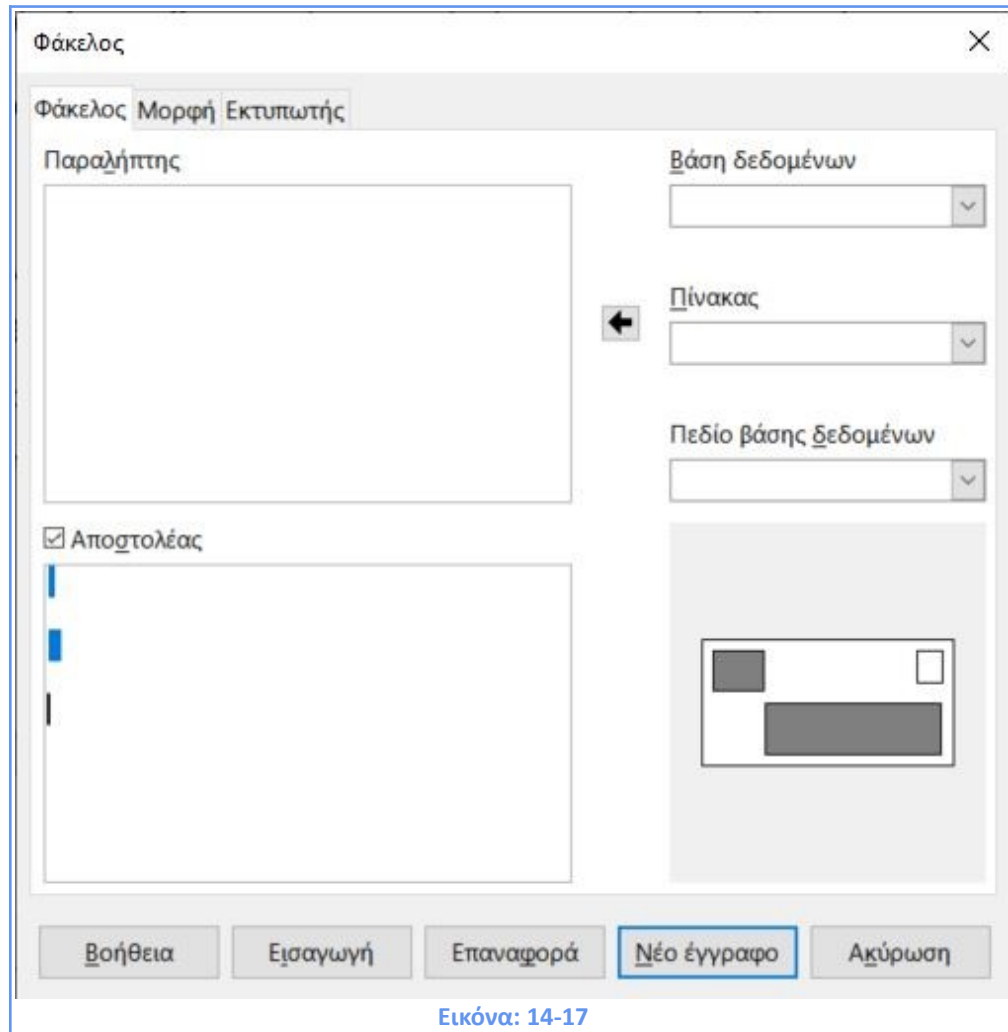 Φάκελος
Φάκελος Μορφή Εκτυπωτής
Παραλήπτης
Βάση δεδομένων
Πίνακας
Πεδίο βάσης δεδομένων
Αποστολέας
Βοήθεια Εισαγωγή Επαναφορά Νέο έγγραφο Ακύρωση
Εικόνα: 14-17